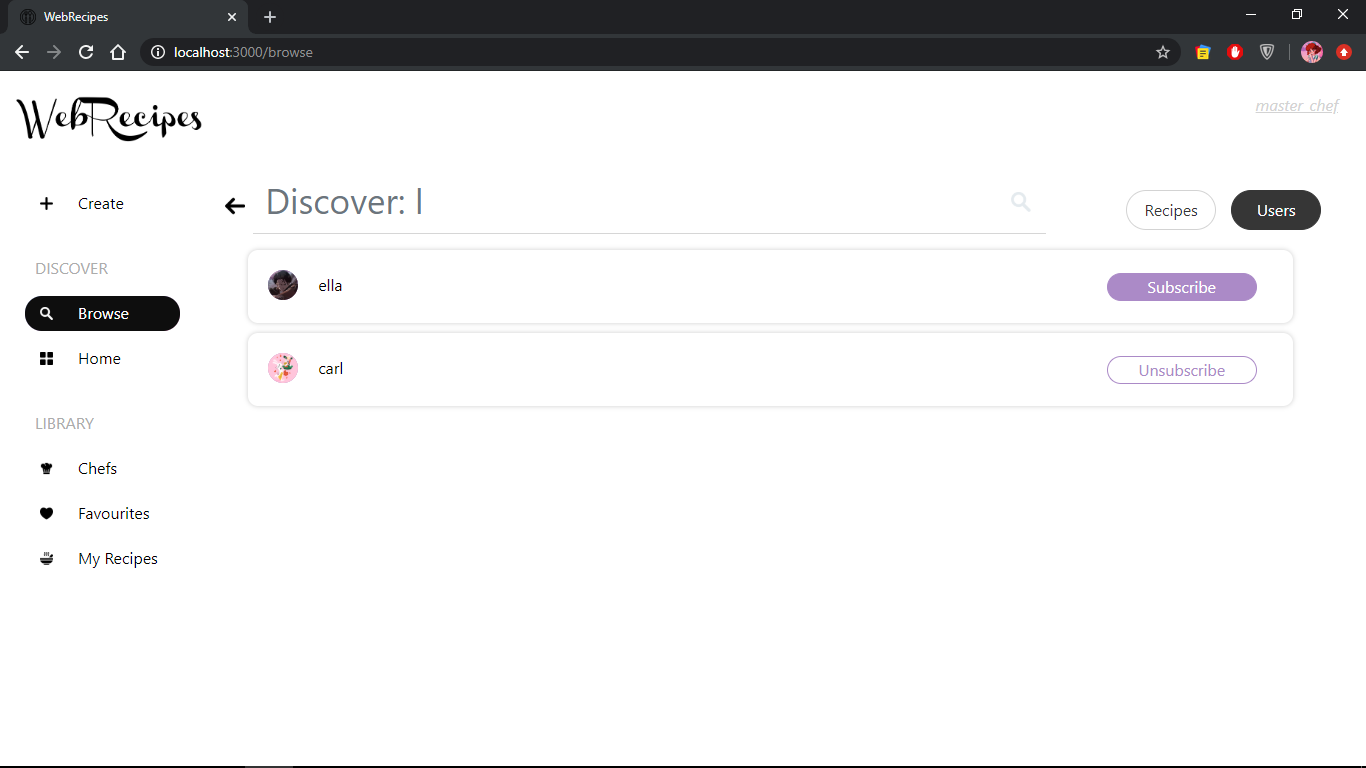 WebRecipes
localhost:3000/browse
WebRecipes
master_chef
Create
Discover: l
Recipes
Users
DISCOVER
ella
Subscribe
Browse
Home
carl
Unsubscribe
LIBRARY
Chefs
Favourites
My Recipes